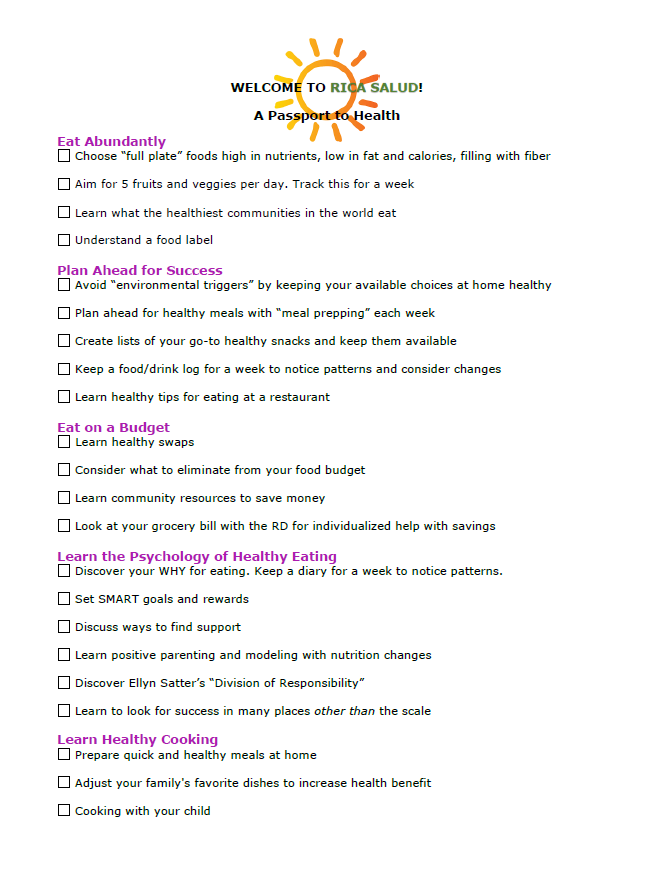 WELCOME TO RICA SALUD!
A Passport to Health
Eat Abundantly
Choose “full plate” foods high in nutrients, low in fat and calories, filling with fiber
Aim for 5 fruits and veggies per day. Track this for a week
Learn what the healthiest communities in the world eat
Understand a food label
Plan Ahead for Success
Avoid “environmental triggers” by keeping your available choices at home healthy
Plan ahead for healthy meals with “meal prepping” each week
Create lists of your go-to healthy snacks and keep them available
Keep a food/drink log for a week to notice patterns and consider changes
Learn healthy tips for eating at a restaurant
Eat on a Budget
Learn healthy swaps
Consider what to eliminate from your food budget
Learn community resources to save money
Look at your grocery bill with the RD for individualized help with savings
Learn the Psychology of Healthy Eating
Discover your WHY for eating. Keep a diary for a week to notice patterns.
Set SMART goals and rewards
Discuss ways to find support
Learn positive parenting and modeling with nutrition changes
Discover Ellyn Satter’s “Division of Responsibility”
Learn to look for success in many places other than the scale
Learn Healthy Cooking
Prepare quick and healthy meals at home
Adjust your family's favorite dishes to increase health benefit
Cooking with your child